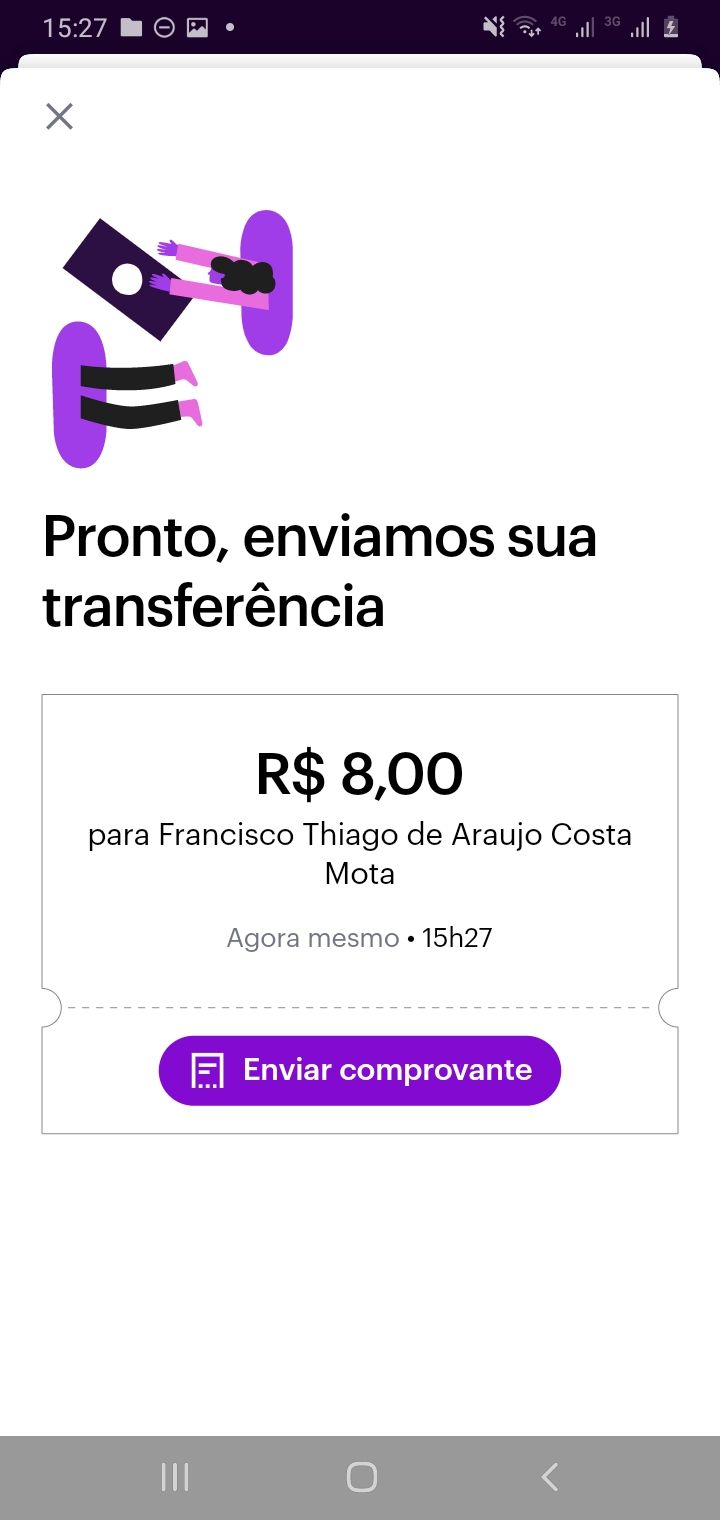 15:27
4G 3G
Pronto, enviamos sua
transferência
R$ 8,00
para Francisco Thiago de Araujo Costa
Mota
Agora mesmo • 15h27
Enviar comprovante